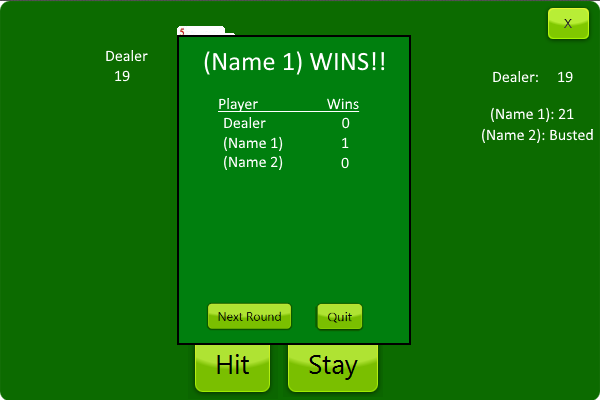 X
5
Dealer
19
Dealer: 19
(Name 1): 21
(Name 2): Busted
(Name 1) WINS!!
Player Wins
Dealer 0
(Name 1) 1
(Name 2) 0
Next Round Quit
Hit Stay